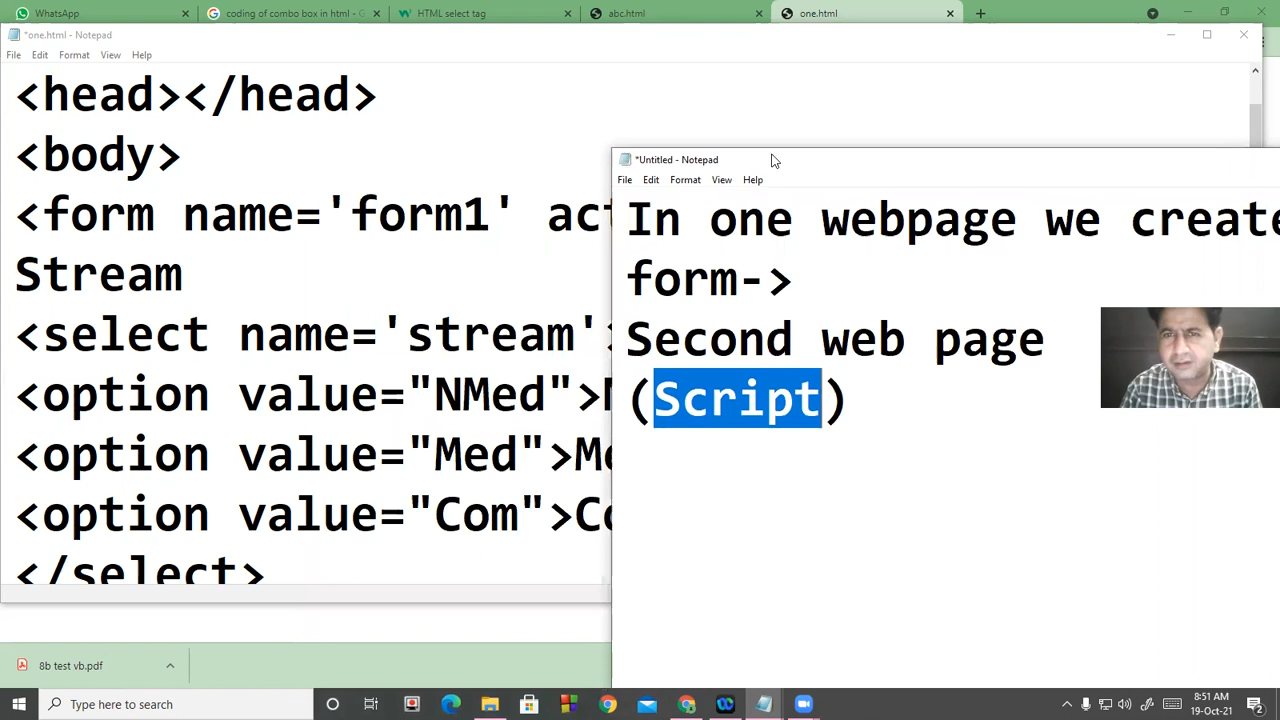 WhatsApp
coding of combo box in html - G
HTML select tag
abc.html
one.html
*one.html - Notepad
File Edit Format View Help
<head></head>
<body>
<form name='form1' act
Stream
<select name='stream'>
<option value="NMed">
<option value="Med">Me
<option value="Com">Co
</select>
*Untitled - Notepad
File Edit Format View Help
In one webpage we create
form->
Second web page
(Script)
8b test vb.pdf
Type here to search
8:51 AM
19-Oct-21
2